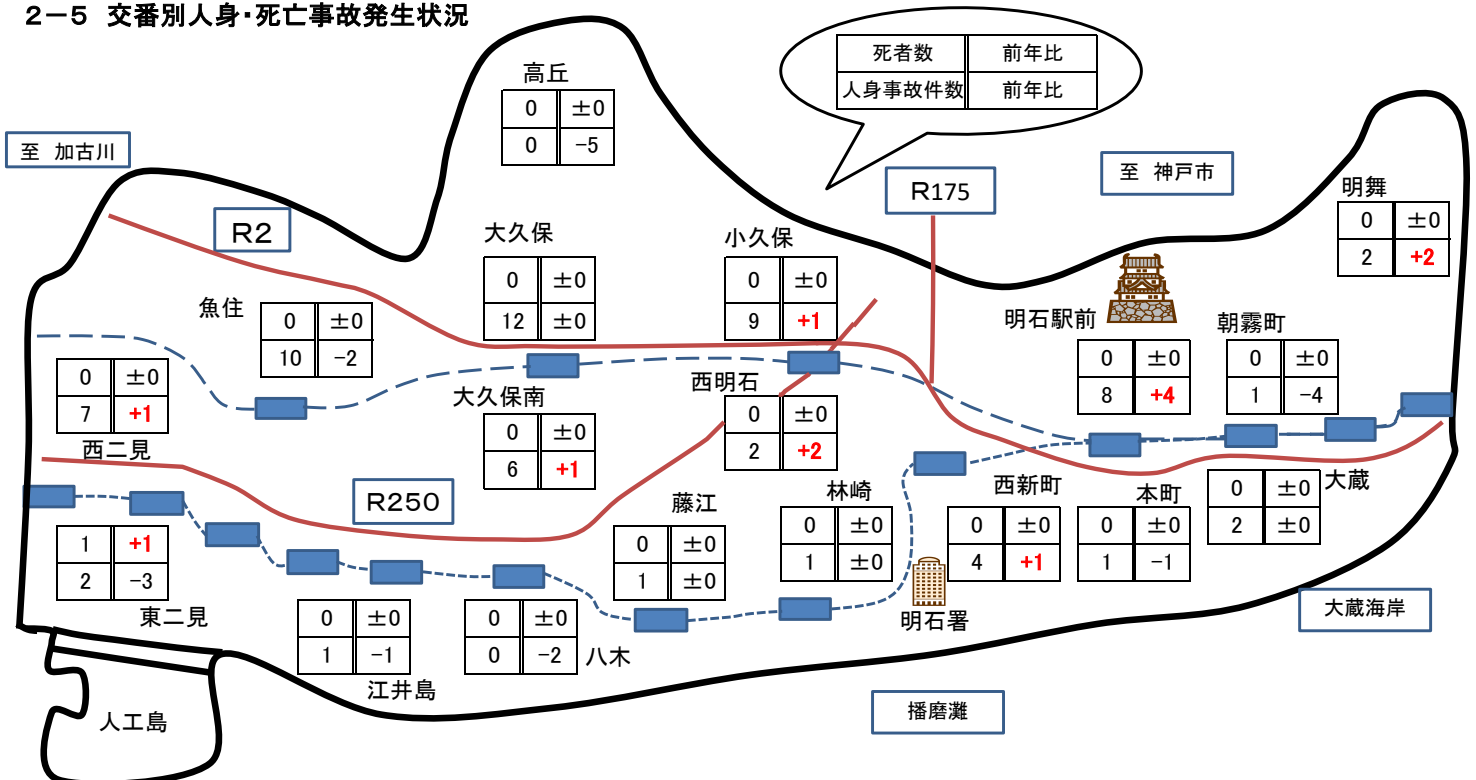 2−5 交番別人身・死亡事故発生状況
死者数 前年比
人身事故件数 前年比
高丘
0 ±0
0 -5
至 加古川
至 神戸市
R175
明舞
0 ±0
2 +2
R2
大久保
0 ±0
12 ±0
小久保
0 ±0
9 +1
魚住
0 ±0
10 -2
明石駅前
0 ±0
8 +4
朝霧町
0 ±0
1 -4
0 ±0
7 +1
西二見
大久保南
0 ±0
6 +1
西明石
0 ±0
2 +2
R250
藤江
0 ±0
1 ±0
林崎
0 ±0
1 ±0
西新町
0 ±0
4 +1
本町
0 ±0
1 -1
大蔵
0 ±0
2 ±0
1 +1
2 -3
東二見
0 ±0
1 -1
江井島
0 ±0
0 -2
八木
明石署
大蔵海岸
人工島
播磨灘